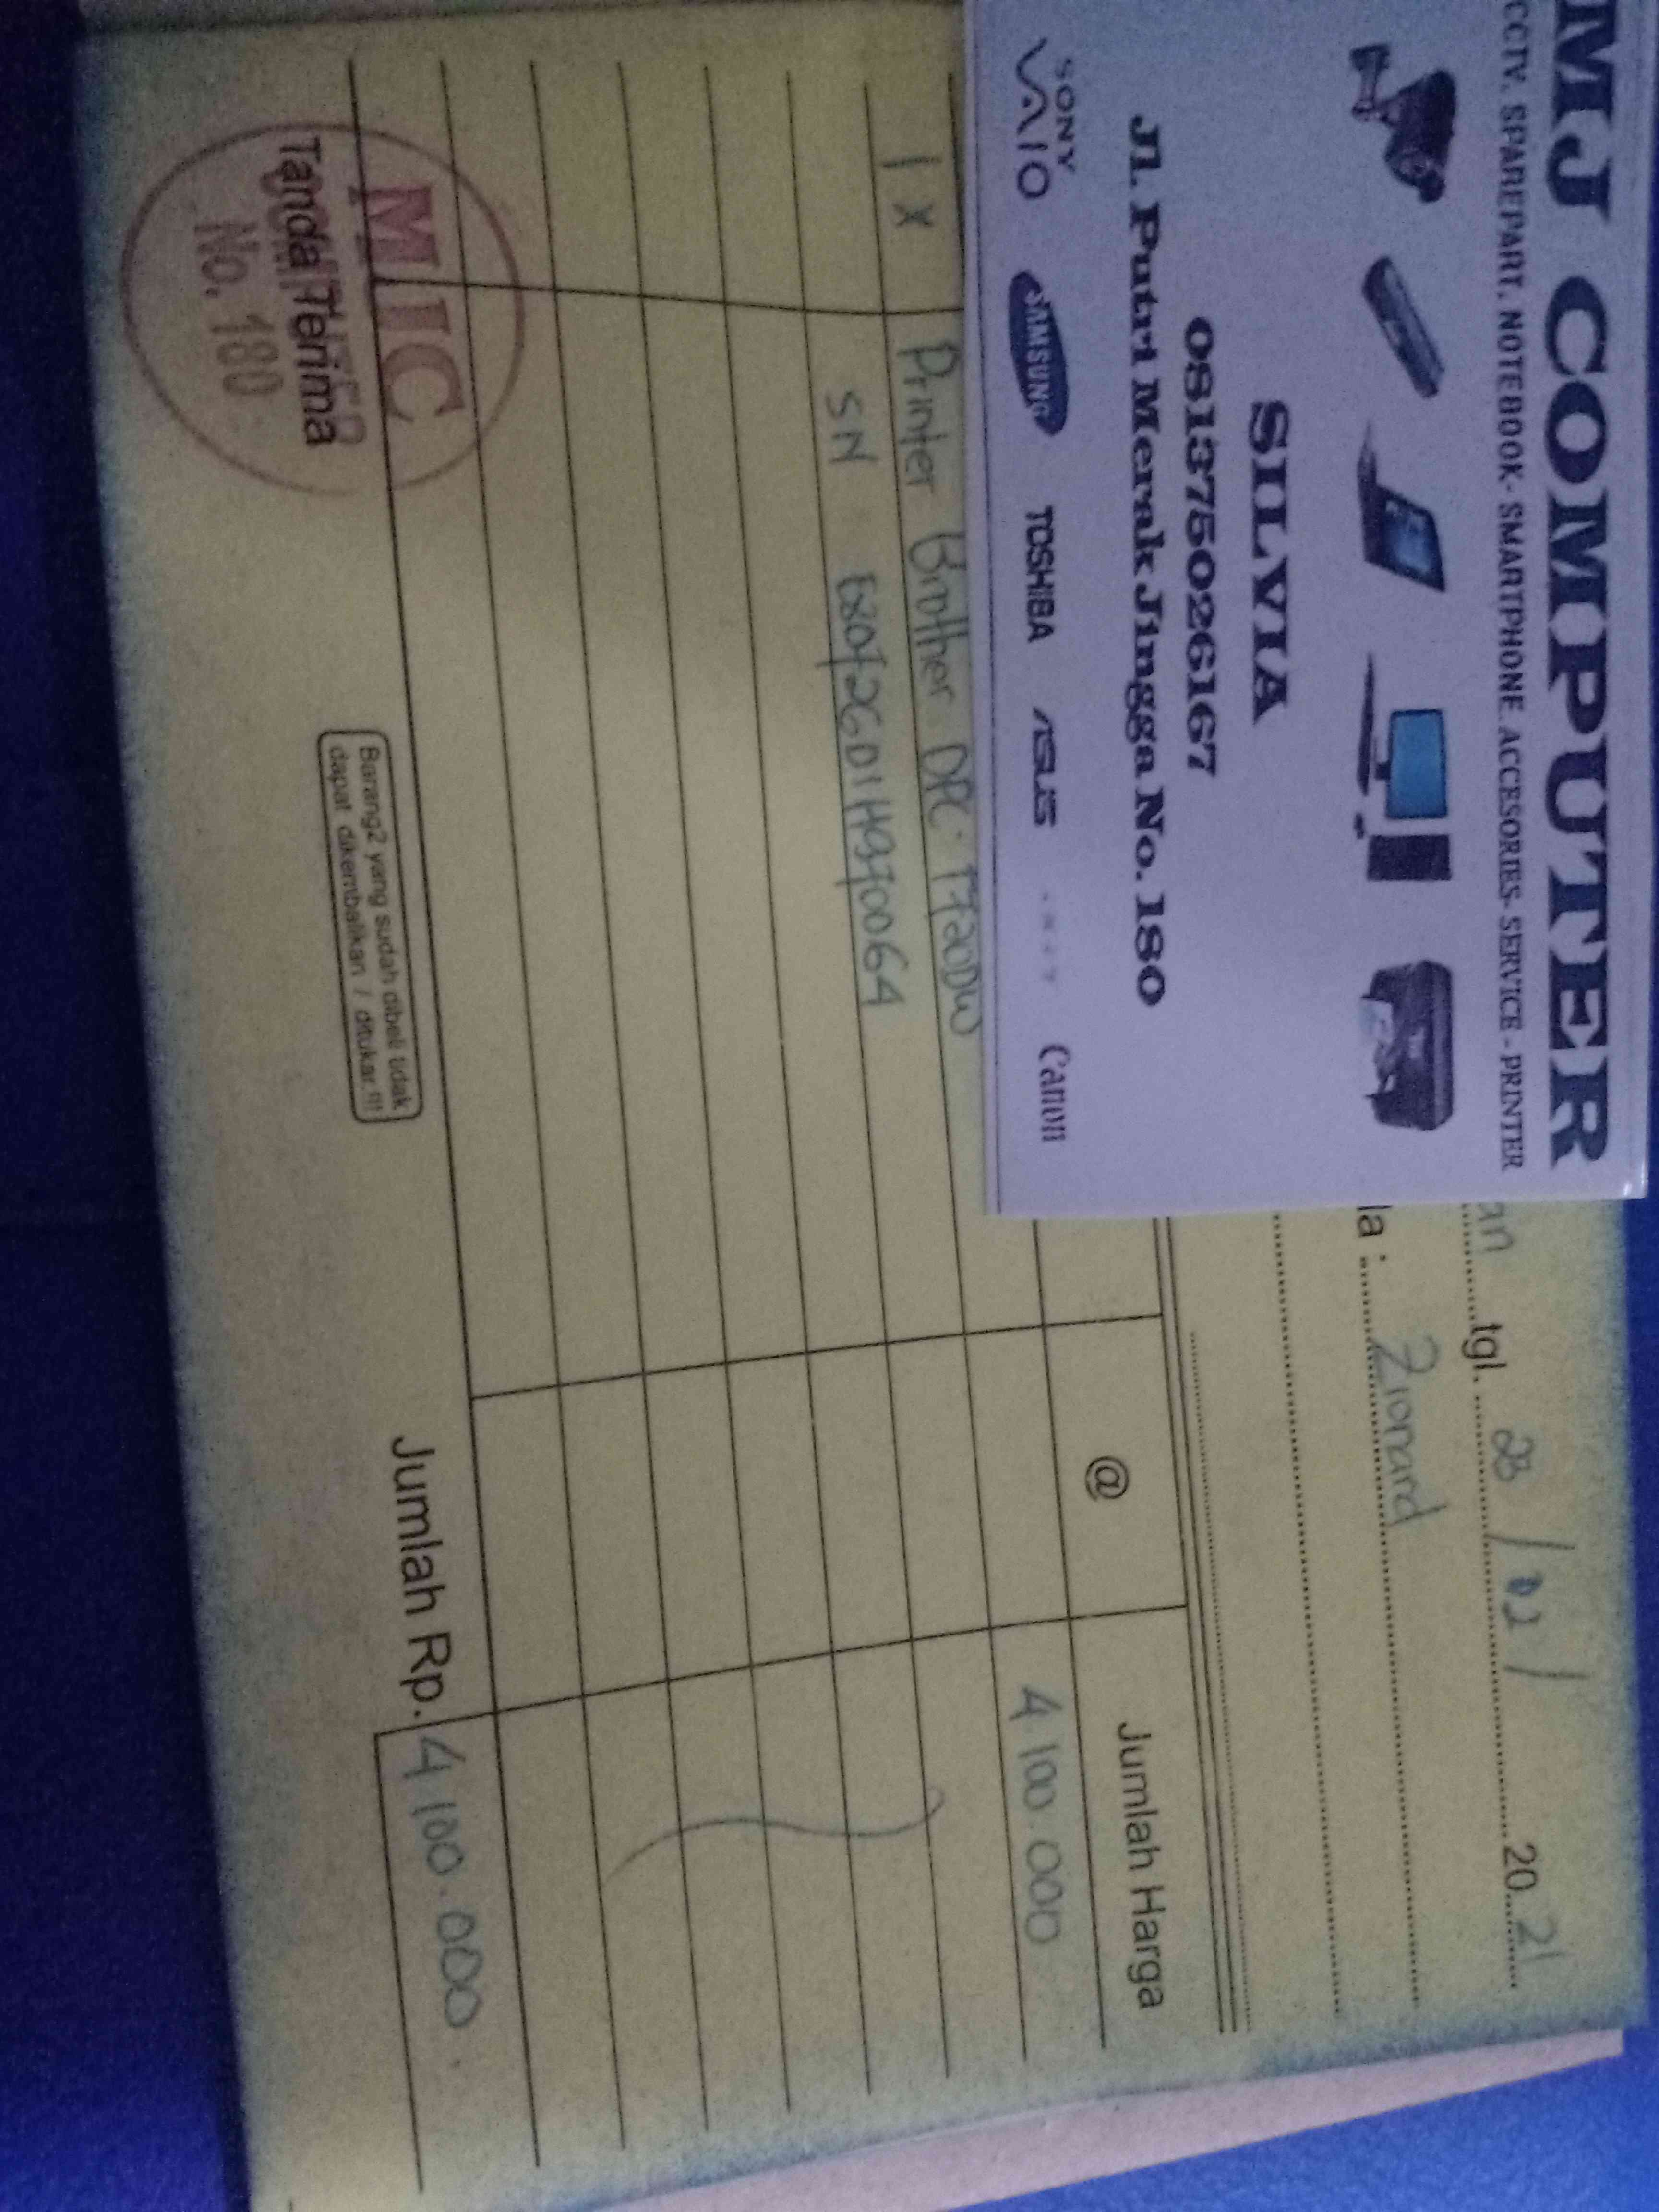 MJ COMPUTER
CCTV. SPAREPART. NOTEBOOK- SMARTPHONE. ACCESORIES- SERVICE - PRINTER
SILVIA
081375026167
Jl. Putri Merak Jingga No. 180
SONY VAIO SAMSUNG TOSHIBA ASUS Canon
an tgl. 28 / 02 / 20 21
la : Zionard
@ Jumlah Harga
4.100.000
1 x Printer Brother DPC. T720DW
SN
Jumlah Rp. 4.100.000
MJC
COMPUTER
No. 180
Tanda Terima
Barang2 yang sudah dibeli tidak
dapat dikembalikan / ditukar !!!